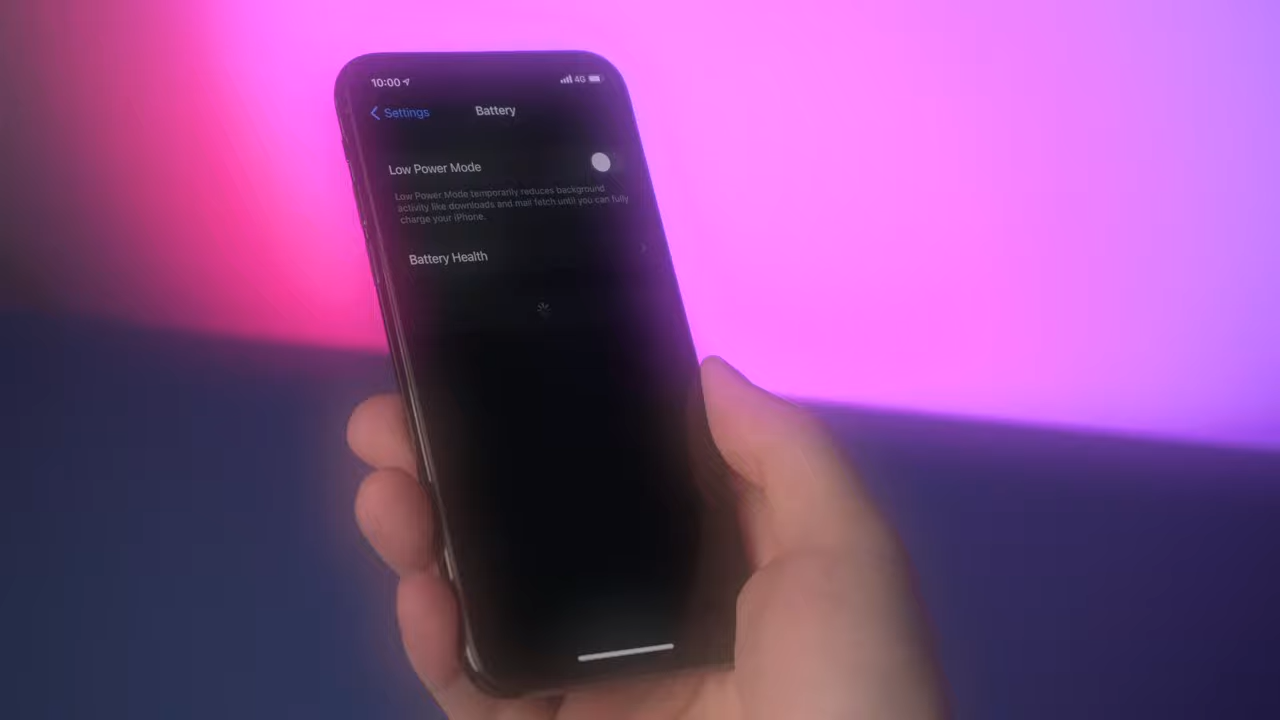 10:00 4G
Settings Battery
Low Power Mode
Low Power Mode temporarily reduces background
activity like downloads and mail fetch until you can fully
charge your iPhone.
Battery Health